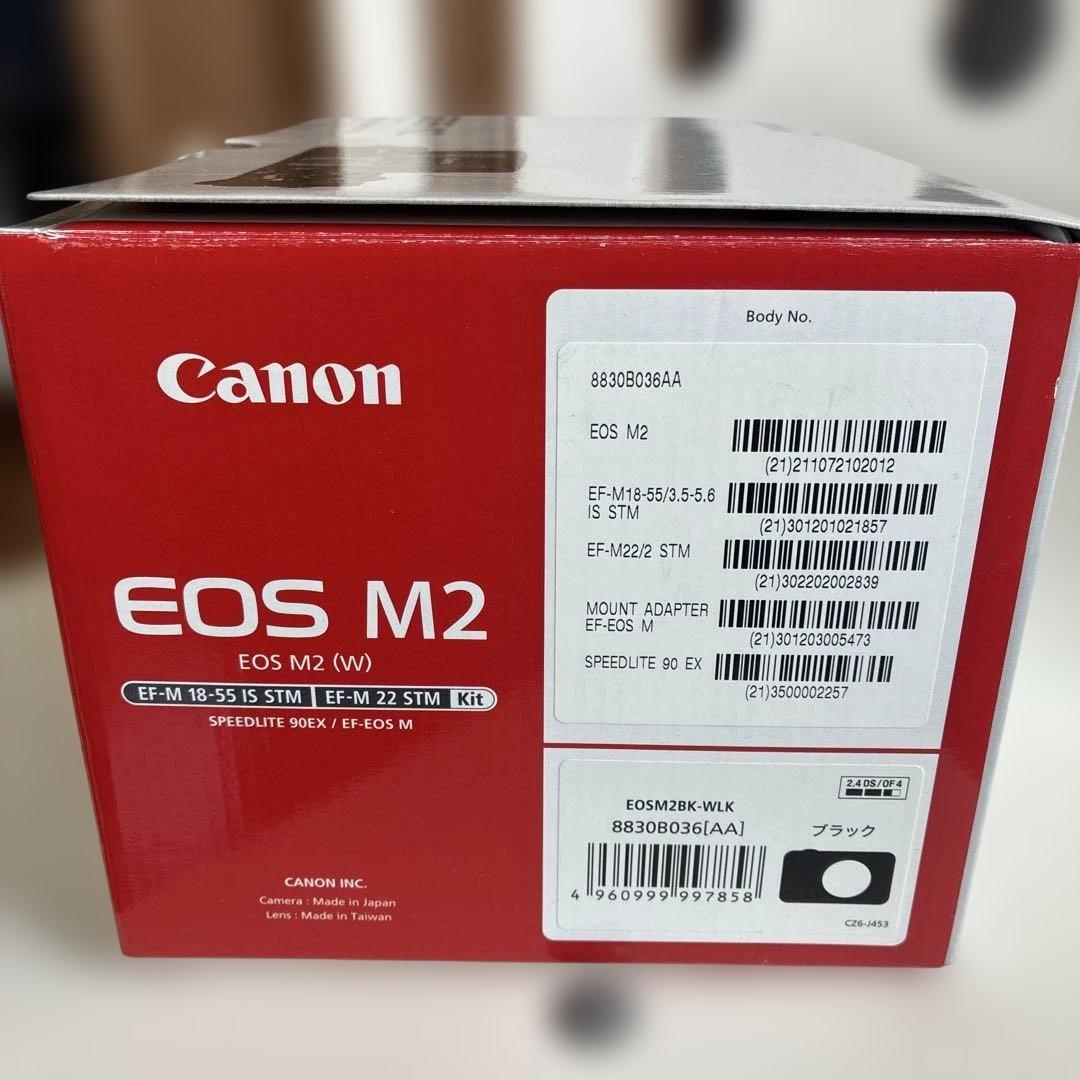 Canon
EOS M2
EOS M2 (W)
EF-M 18-55 IS STM EF-M 22 STM Kit
SPEEDLITE 90EX / EF-EOS M
CANON INC.
Camera : Made in Japan
Lens : Made in Taiwan
Body No.
8830B036AA
EOS M2
(21)211072102012
EF-M18-55/3.5-5.6
IS STM
(21)301201021857
EF-M22/2 STM
(21)302202002839
MOUNT ADAPTER
EF-EOS M
(21)301203005473
SPEEDLITE 90 EX
(21)3500002257
2.4 DS/OF4
EOSM2BK-WLK
8830B036[AA]
ブラック
4 960999 997858
CZ6-J453